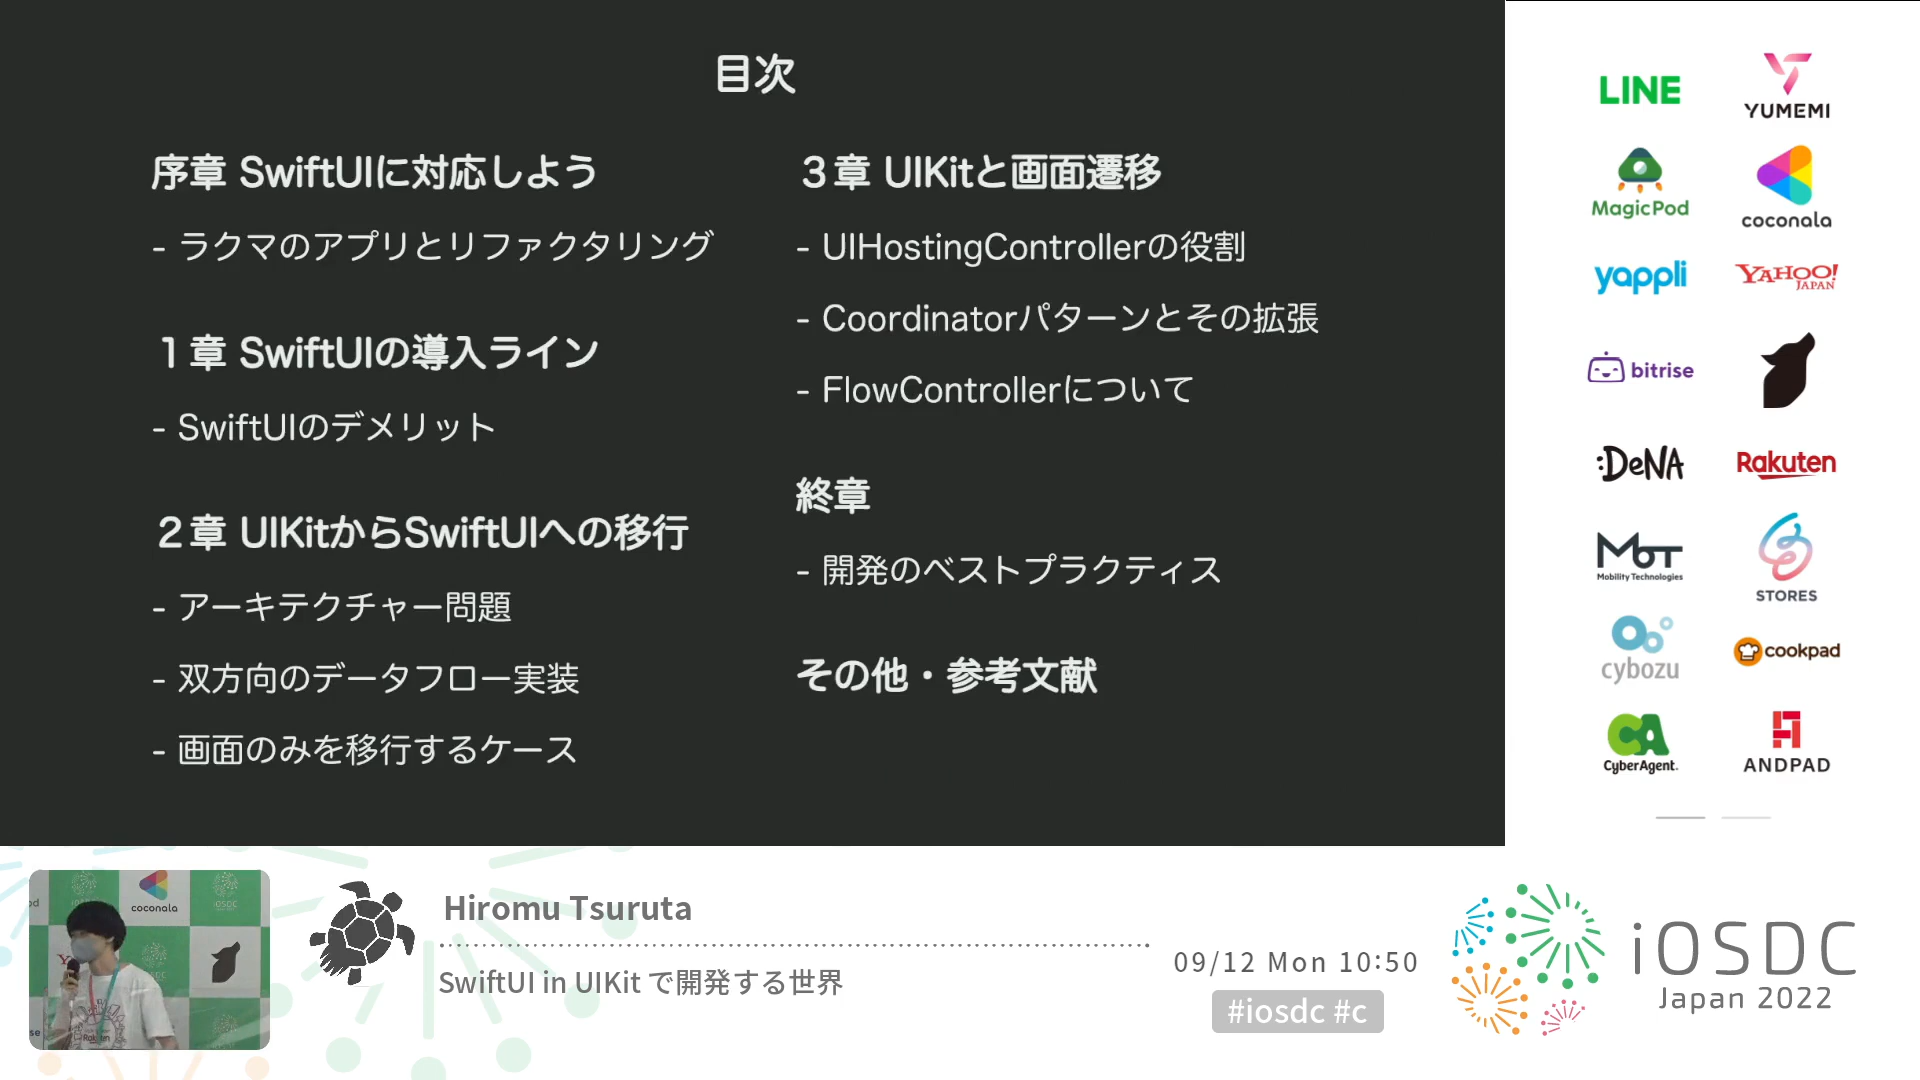 目次
序章 SwiftUIに対応しよう
- ラクマのアプリとリファクタリング
1章 SwiftUIの導入ライン
- SwiftUIのデメリット
2章 UIKitからSwiftUIへの移行
- アーキテクチャー問題
- 双方向のデータフロー実装
- 画面のみを移行するケース
3章 UIKitと画面遷移
- UIHostingControllerの役割
- Coordinatorパターンとその拡張
- FlowControllerについて
終章
- 開発のベストプラクティス
その他・参考文献
LINE
YUMEMI
MagicPod
coconala
yappli
YAHOO!
JAPAN
bitrise
:DeNA
Rakuten
MoT
Mobility Technologies
STORES
cybozu
cookpad
CA
CyberAgent.
ANDPAD
coconala
Rakuten
Hiromu Tsuruta
SwiftUI in UIKit で開発する世界
09/12 Mon 10:50
#iosdc #c
iOSDC
Japan 2022